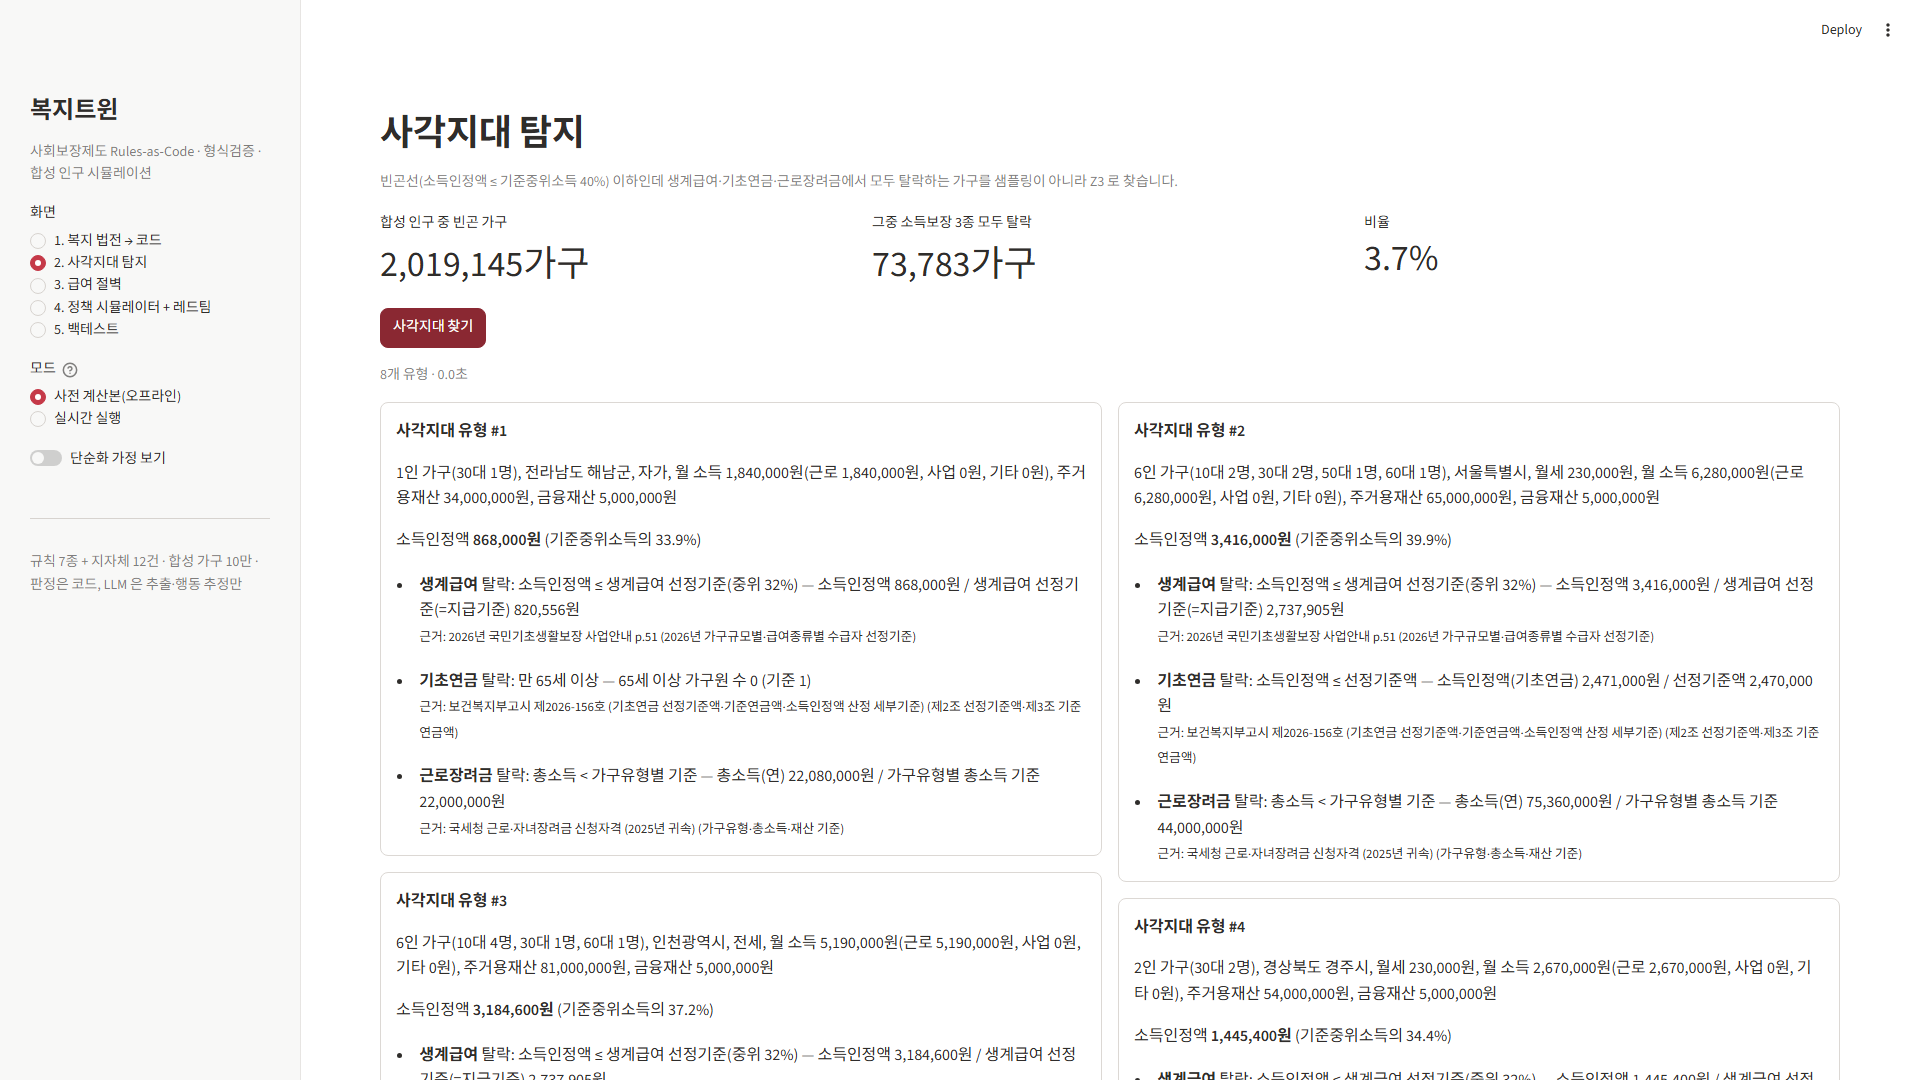 Deploy
복지트윈
사회보장제도 Rules-as-Code · 형식검증 ·
합성 인구 시뮬레이션
화면
1. 복지 법전 → 코드
2. 사각지대 탐지
3. 급여 절벽
4. 정책 시뮬레이터 + 레드팀
5. 백테스트
모드
사전 계산본(오프라인)
실시간 실행
단순화 가정 보기
규칙 7종 + 지자체 12건 · 합성 가구 10만 ·
판정은 코드, LLM 은 추출·행동 추정만
사각지대 탐지
빈곤선(소득인정액 ≤ 기준중위소득 40%) 이하인데 생계급여·기초연금·근로장려금에서 모두 탈락하는 가구를 샘플링이 아니라 Z3 로 찾습니다.
합성 인구 중 빈곤 가구
2,019,145가구
그중 소득보장 3종 모두 탈락
73,783가구
비율
3.7%
사각지대 찾기
8개 유형 · 0.0초
사각지대 유형 #1
1인 가구(30대 1명), 전라남도 해남군, 자가, 월 소득 1,840,000원(근로 1,840,000원, 사업 0원, 기타 0원), 주거
용재산 34,000,000원, 금융재산 5,000,000원
소득인정액 868,000원 (기준중위소득의 33.9%)
• 생계급여 탈락: 소득인정액 ≤ 생계급여 선정기준(중위 32%) — 소득인정액 868,000원 / 생계급여 선정기
준(=지급기준) 820,556원
근거: 2026년 국민기초생활보장 사업안내 p.51 (2026년 가구규모별·급여종류별 수급자 선정기준)
• 기초연금 탈락: 만 65세 이상 — 65세 이상 가구원 수 0 (기준 1)
근거: 보건복지부고시 제2026-156호 (기초연금 선정기준액·기준연금액·소득인정액 산정 세부기준) (제2조 선정기준액·제3조 기준
연금액)
• 근로장려금 탈락: 총소득 < 가구유형별 기준 — 총소득(연) 22,080,000원 / 가구유형별 총소득 기준
22,000,000원
근거: 국세청 근로·자녀장려금 신청자격 (2025년 귀속) (가구유형·총소득·재산 기준)
사각지대 유형 #2
6인 가구(10대 2명, 30대 2명, 50대 1명, 60대 1명), 서울특별시, 월세 230,000원, 월 소득 6,280,000원(근로
6,280,000원, 사업 0원, 기타 0원), 주거용재산 65,000,000원, 금융재산 5,000,000원
소득인정액 3,416,000원 (기준중위소득의 39.9%)
• 생계급여 탈락: 소득인정액 ≤ 생계급여 선정기준(중위 32%) — 소득인정액 3,416,000원 / 생계급여 선정
기준(=지급기준) 2,737,905원
근거: 2026년 국민기초생활보장 사업안내 p.51 (2026년 가구규모별·급여종류별 수급자 선정기준)
• 기초연금 탈락: 소득인정액 ≤ 선정기준액 — 소득인정액(기초연금) 2,471,000원 / 선정기준액 2,470,000
원
근거: 보건복지부고시 제2026-156호 (기초연금 선정기준액·기준연금액·소득인정액 산정 세부기준) (제2조 선정기준액·제3조 기준
연금액)
• 근로장려금 탈락: 총소득 < 가구유형별 기준 — 총소득(연) 75,360,000원 / 가구유형별 총소득 기준
44,000,000원
근거: 국세청 근로·자녀장려금 신청자격 (2025년 귀속) (가구유형·총소득·재산 기준)
사각지대 유형 #3
6인 가구(10대 4명, 30대 1명, 60대 1명), 인천광역시, 전세, 월 소득 5,190,000원(근로 5,190,000원, 사업 0원,
기타 0원), 주거용재산 81,000,000원, 금융재산 5,000,000원
소득인정액 3,184,600원 (기준중위소득의 37.2%)
• 생계급여 탈락: 소득인정액 ≤ 생계급여 선정기준(중위 32%) — 소득인정액 3,184,600원 / 생계급여 선정
기준(=지급기준) 2,737,905원
사각지대 유형 #4
2인 가구(30대 2명), 경상북도 경주시, 월세 230,000원, 월 소득 2,670,000원(근로 2,670,000원, 사업 0원, 기
타 0원), 주거용재산 54,000,000원, 금융재산 5,000,000원
소득인정액 1,445,400원 (기준중위소득의 34.4%)
• 생계급여 탈락: 소득인정액 ≤ 생계급여 선정기준(중위 32%) — 소득인정액 1,445,400원 / 생계급여 선정